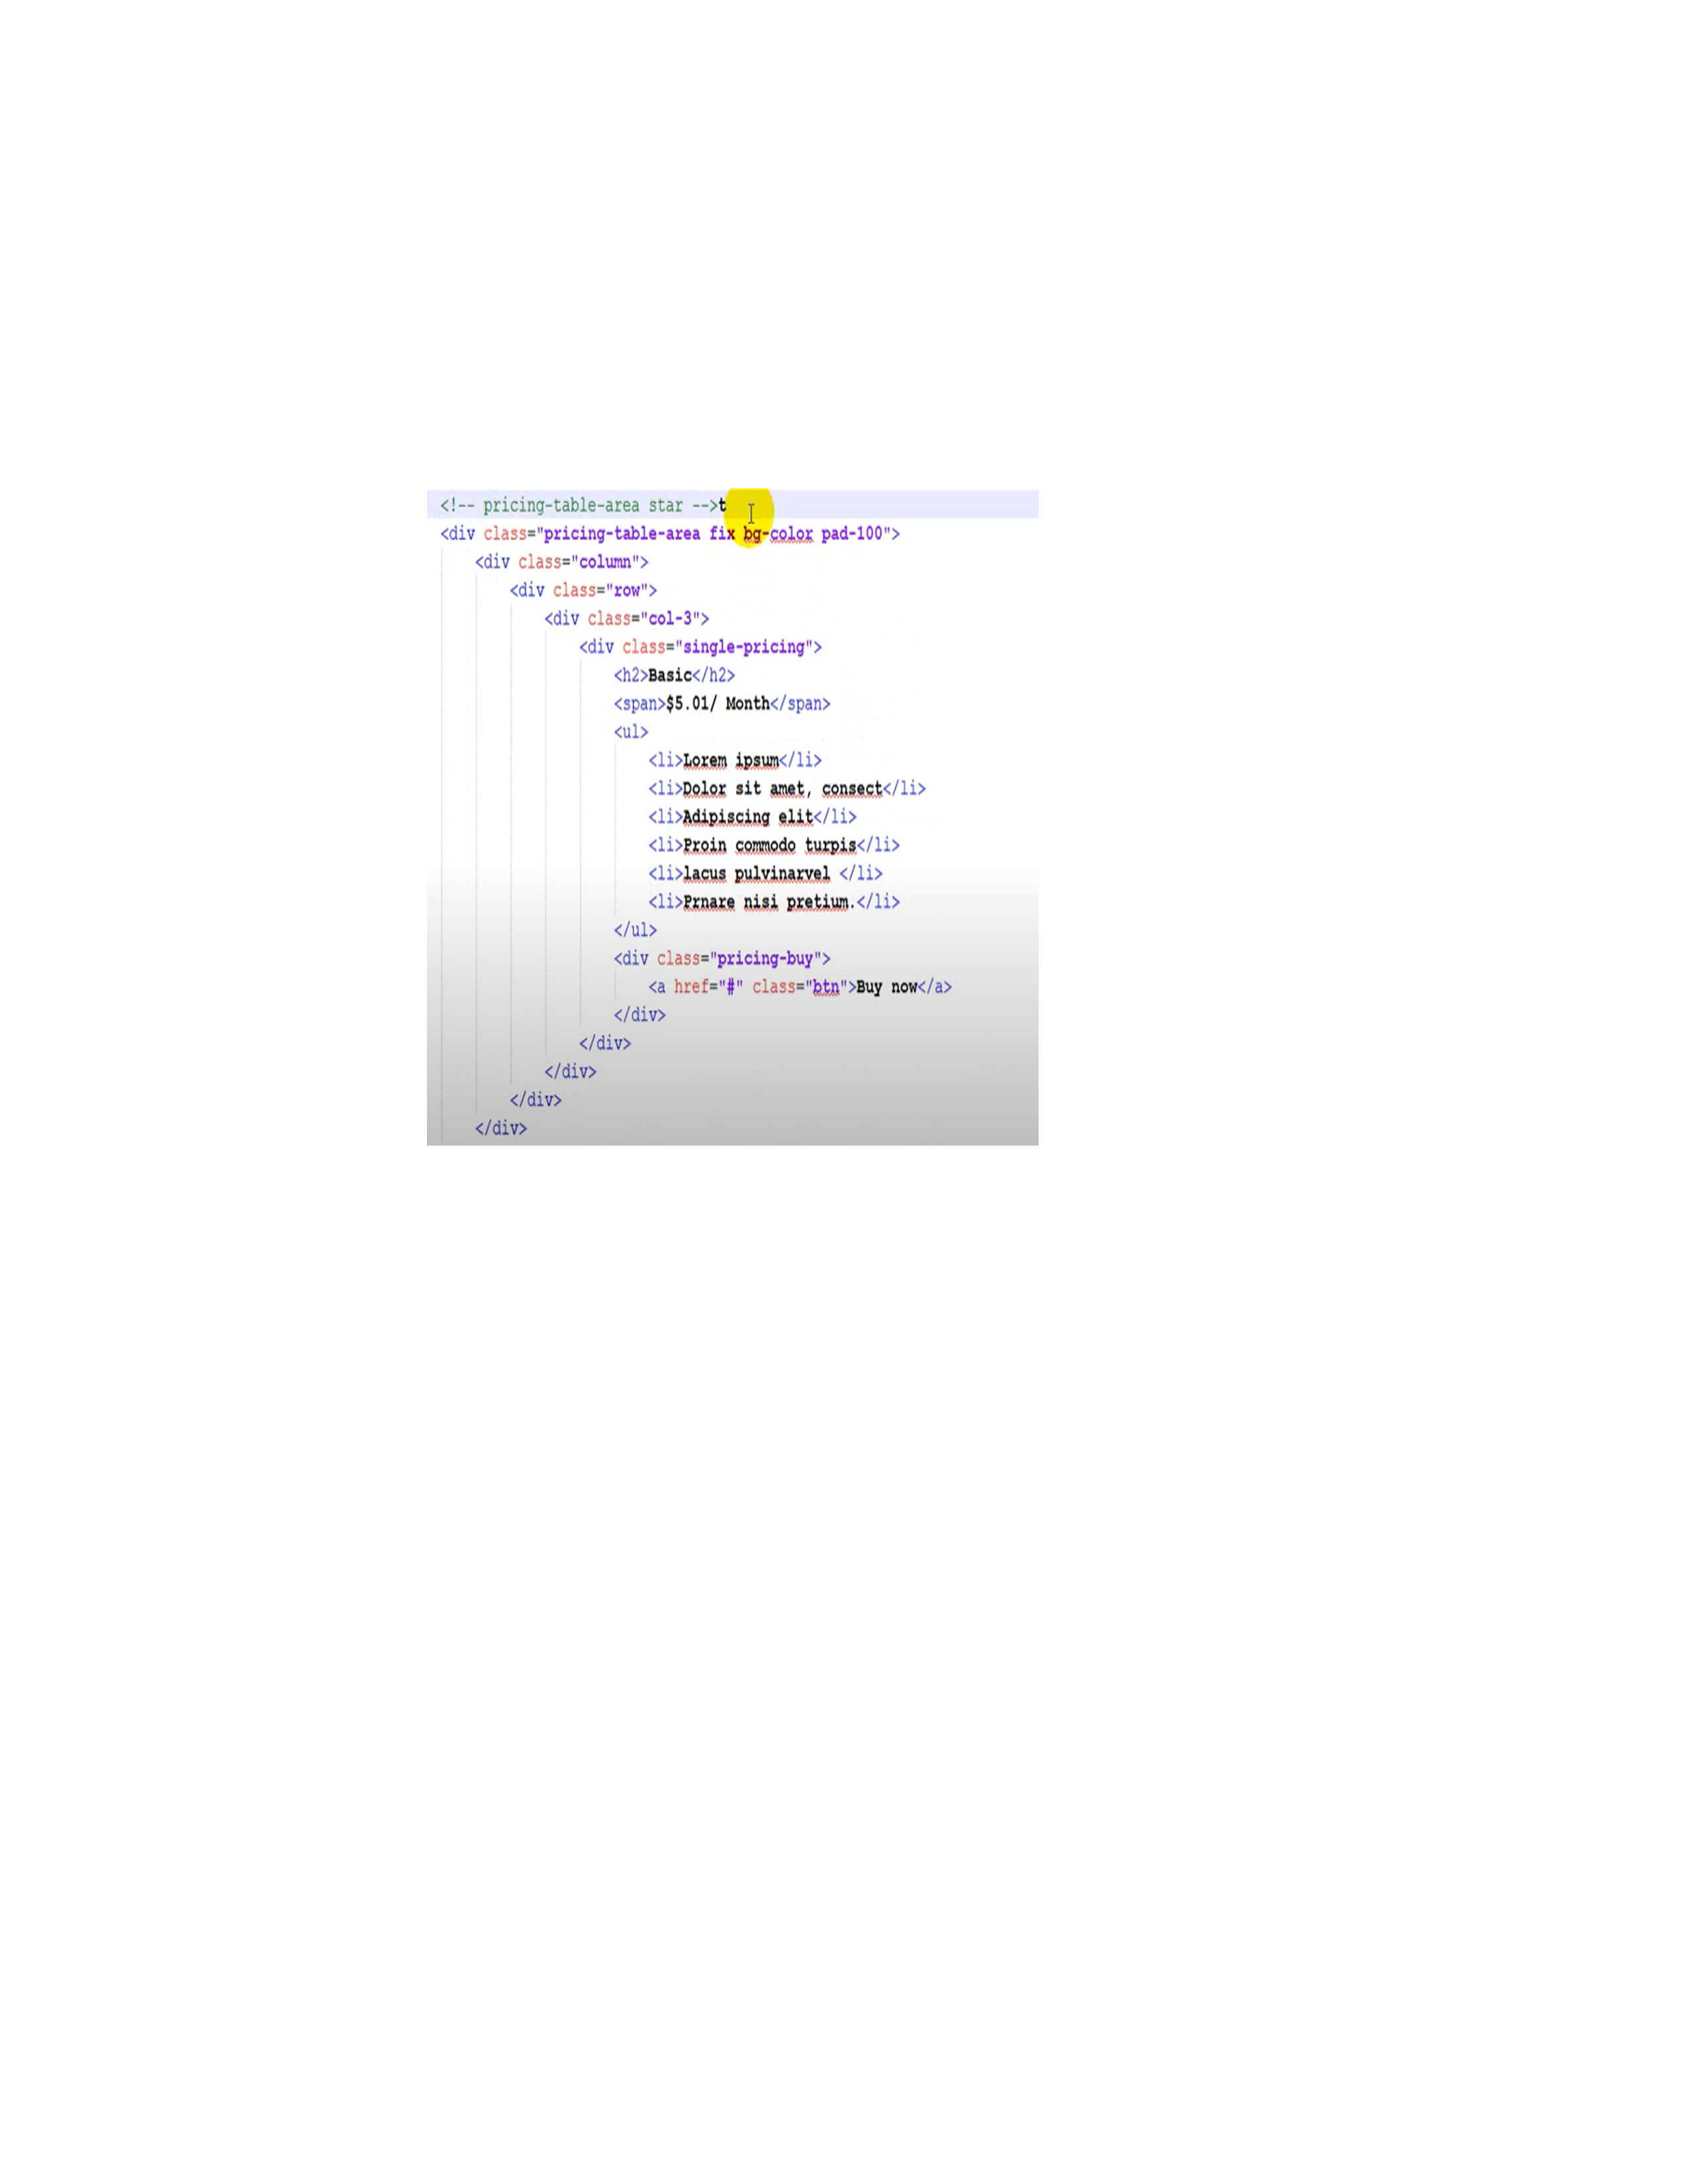 <!-- pricing-table-area star -->t
<div class="pricing-table-area fix bg-color pad-100">
<div class="column">
<div class="row">
<div class="col-3">
<div class="single-pricing">
<h2>Basic</h2>
<span>$5.01/ Month</span>
<ul>
<li>Lorem ipsum</li>
<li>Dolor sit amet, consect</li>
<li>Adipiscing elit</li>
<li>Proin commodo turpis</li>
<li>lacus pulvinarvel </li>
<li>Prnare nisi pretium.</li>
</ul>
<div class="pricing-buy">
<a href="#" class="btn">Buy now</a>
</div>
</div>
</div>
</div>
</div>